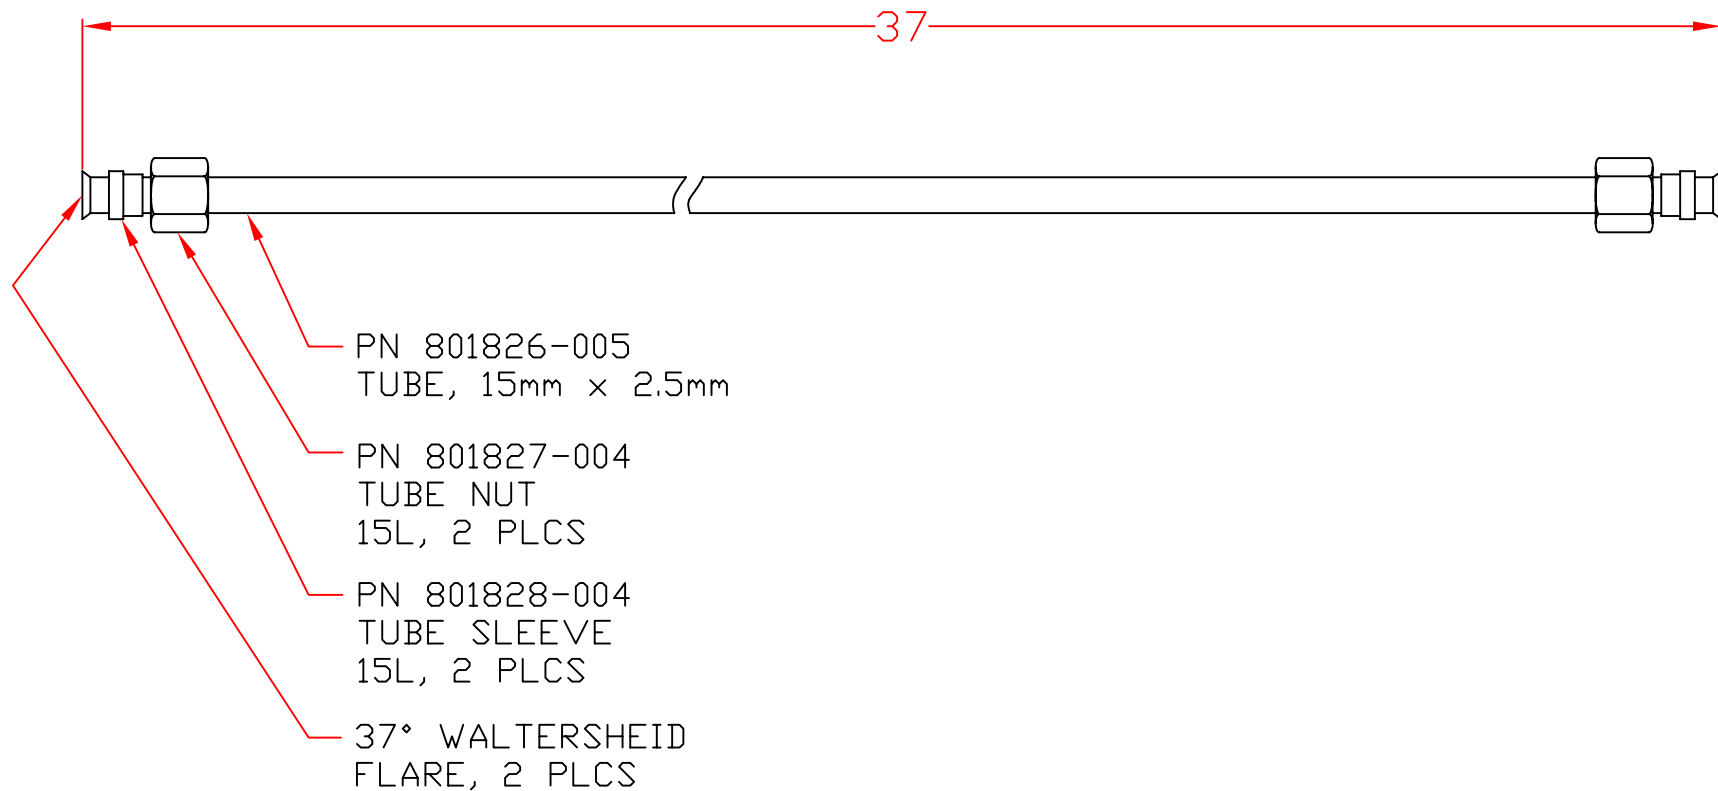 37
PN 801826-005
TUBE, 15mm x 2.5mm
PN 801827-004
TUBE NUT
15L, 2 PLCS
PN 801828-004
TUBE SLEEVE
15L, 2 PLCS
37° WALTERSHEID
FLARE, 2 PLCS